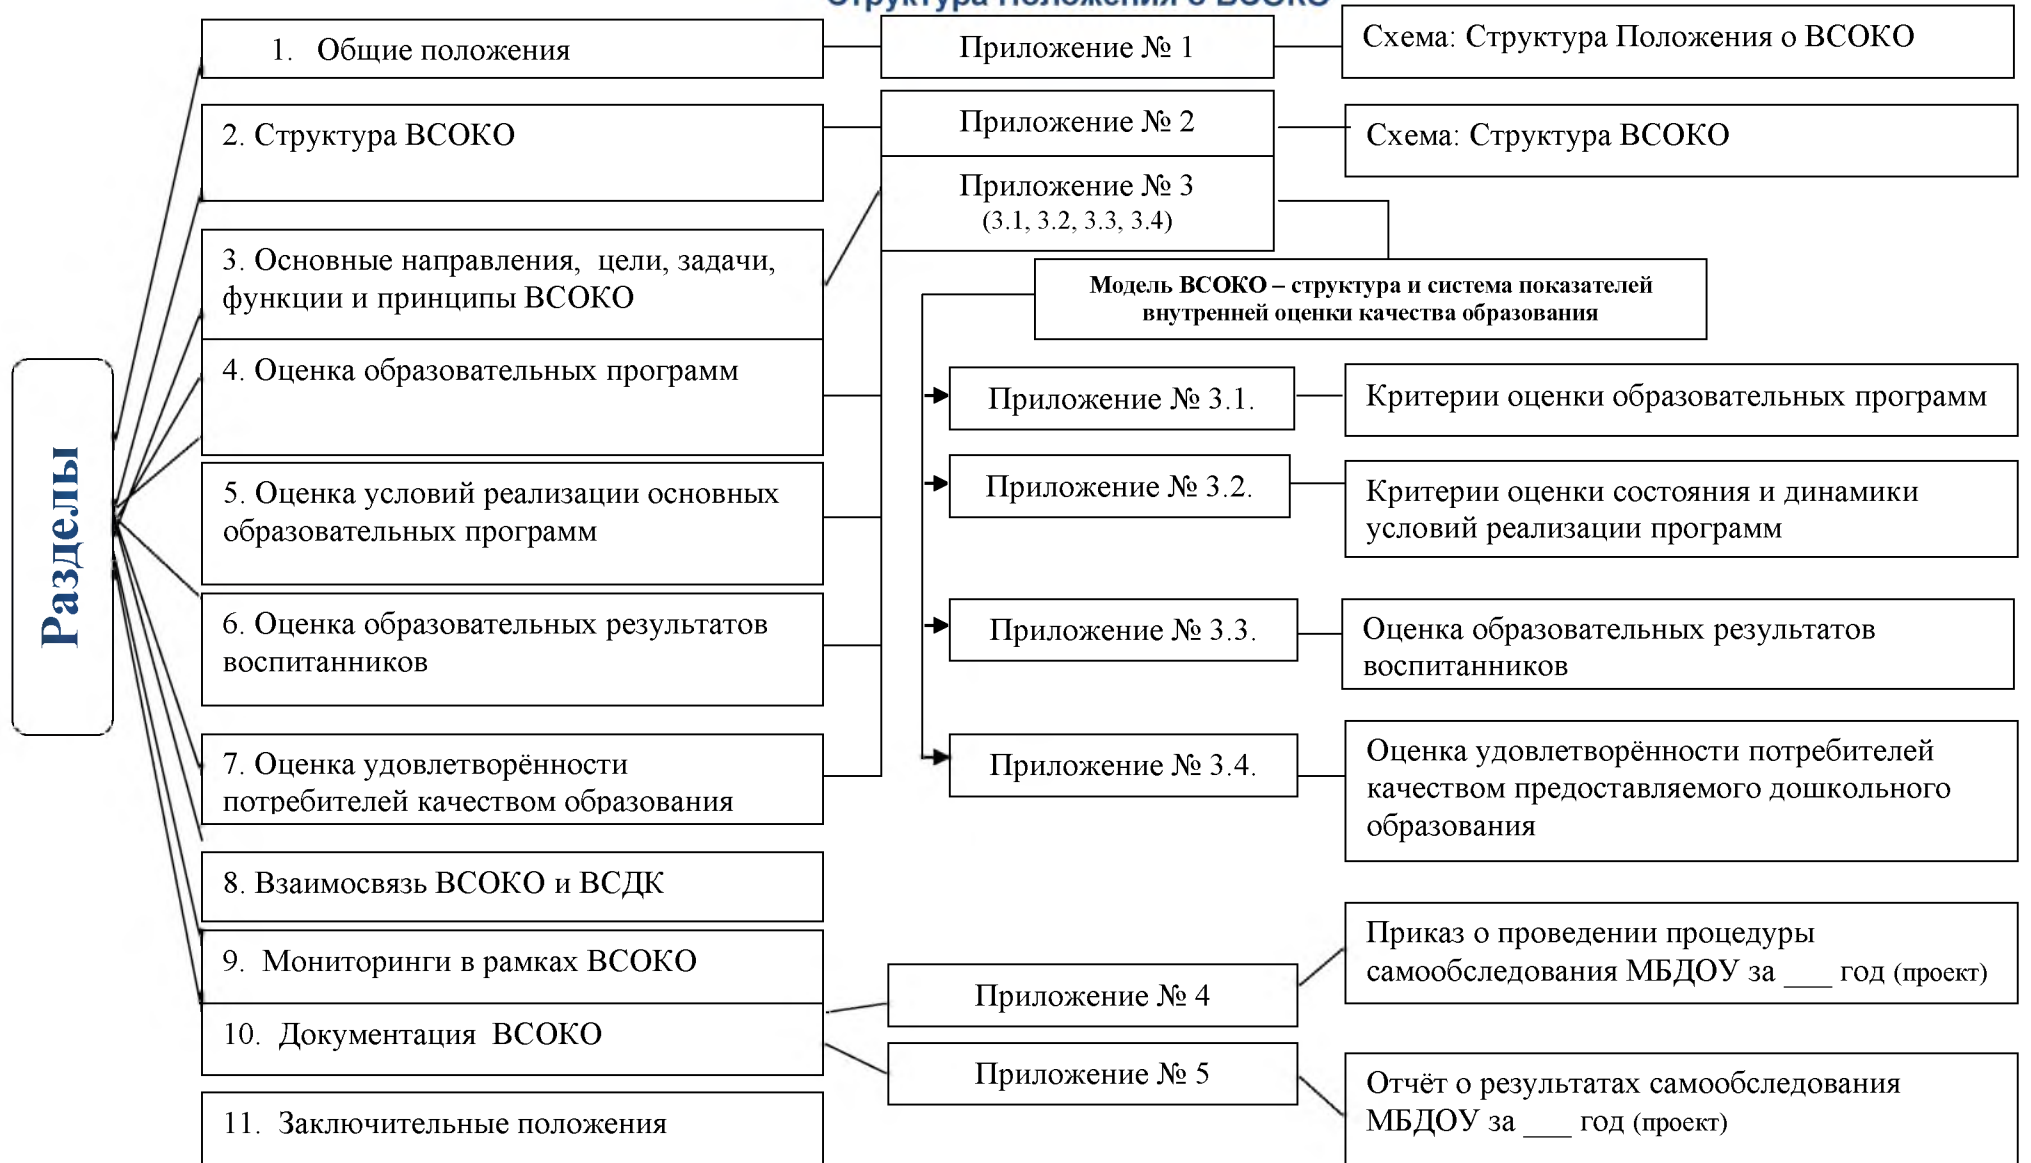 Структура Положения о ВСОКО
Разделы
1. Общие положения
Приложение № 1
Схема: Структура Положения о ВСОКО
2. Структура ВСОКО
Приложение № 2
Схема: Структура ВСОКО
Приложение № 3
(3.1, 3.2, 3.3, 3.4)
3. Основные направления, цели, задачи,
функции и принципы ВСОКО
Модель ВСОКО – структура и система показателей
внутренней оценки качества образования
4. Оценка образовательных программ
Приложение № 3.1.
Критерии оценки образовательных программ
5. Оценка условий реализации основных
образовательных программ
Приложение № 3.2.
Критерии оценки состояния и динамики
условий реализации программ
6. Оценка образовательных результатов
воспитанников
Приложение № 3.3.
Оценка образовательных результатов
воспитанников
7. Оценка удовлетворённости
потребителей качеством образования
Приложение № 3.4.
Оценка удовлетворённости потребителей
качеством предоставляемого дошкольного
образования
8. Взаимосвязь ВСОКО и ВСДК
9. Мониторинги в рамках ВСОКО
10. Документация ВСОКО
Приложение № 4
Приказ о проведении процедуры
самообследования МБДОУ за ___ год (проект)
Приложение № 5
Отчёт о результатах самообследования
МБДОУ за ___ год (проект)
11. Заключительные положения